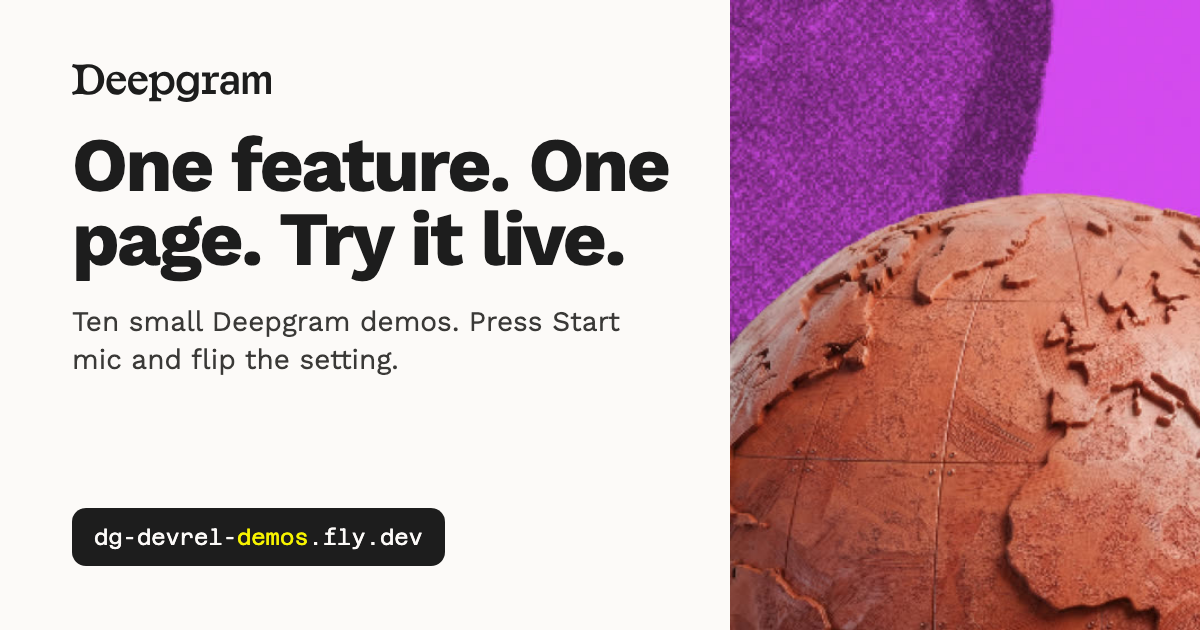 Deepgram
One feature. One
page. Try it live.
Ten small Deepgram demos. Press Start
mic and flip the setting.
dg-devrel-demos.fly.dev